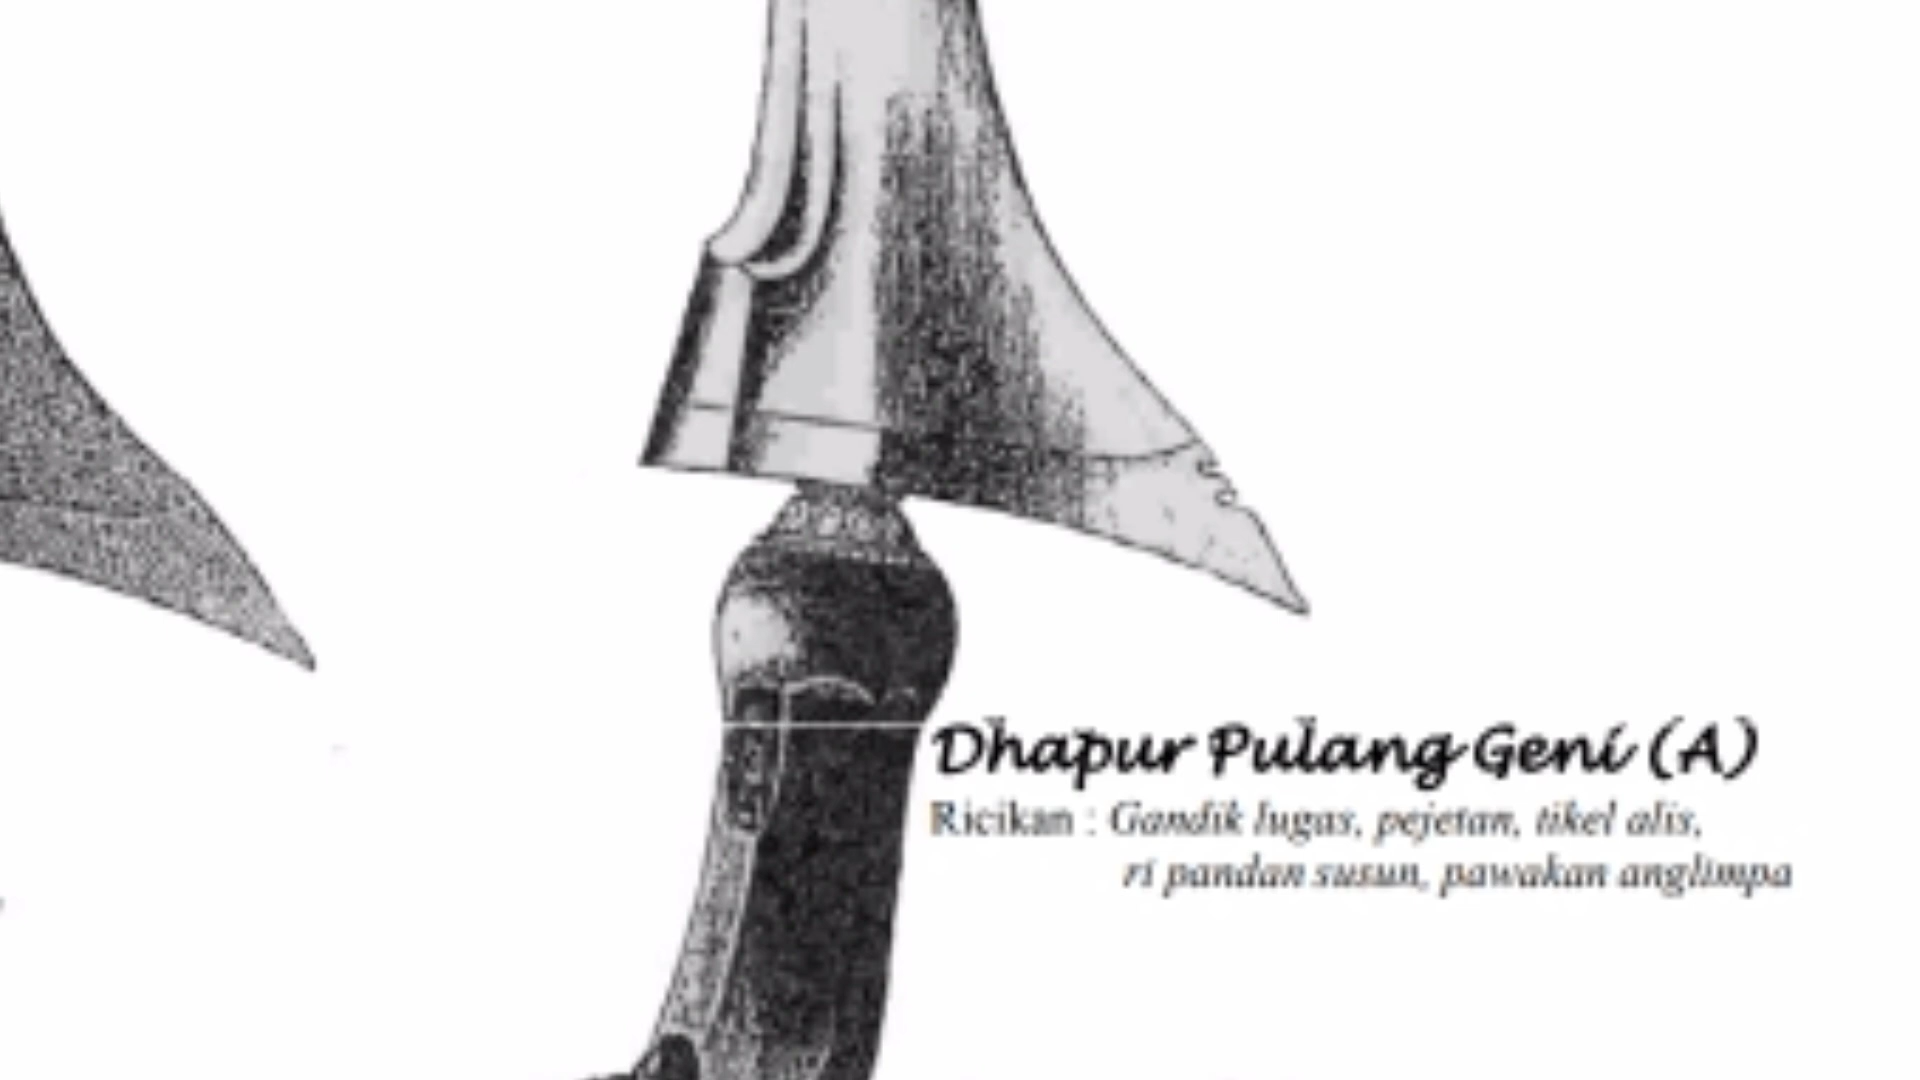 Dhapur Pulang Geni (A)
Ricikan : Gandik lugas, pejetan, tikel alis,
ri pandan susun, pawakan anglimpa